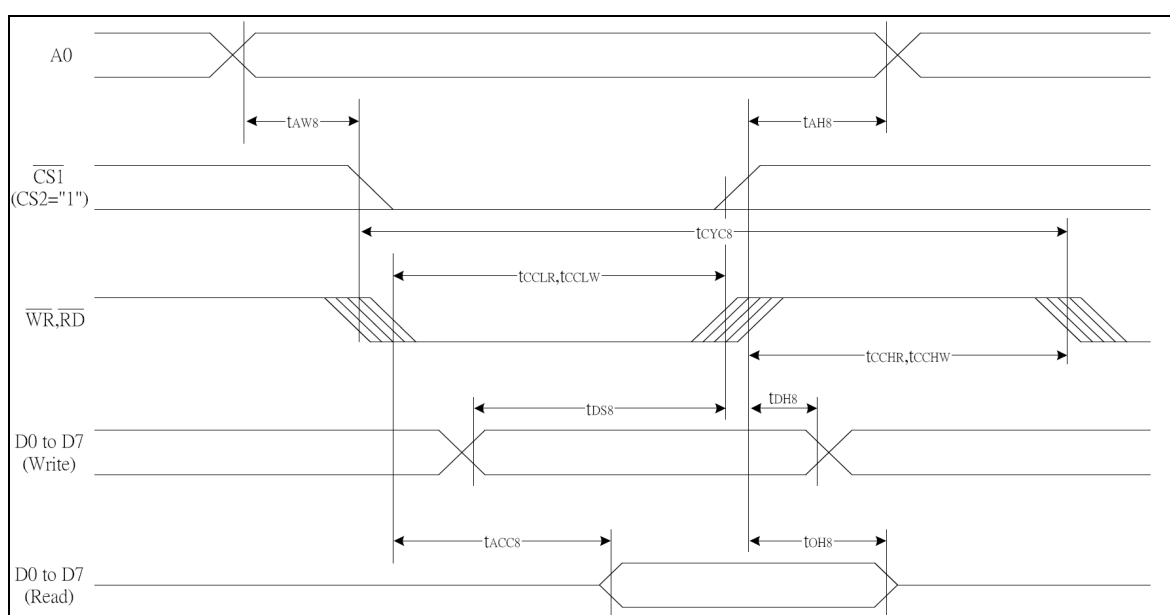 A0
tAW8
tAH8
CS1
(CS2="1")
tCYC8
tCCLR,tCCLW
WR,RD
tCCHR,tCCHW
tDS8
tDH8
D0 to D7
(Write)
tACC8
tOH8
D0 to D7
(Read)